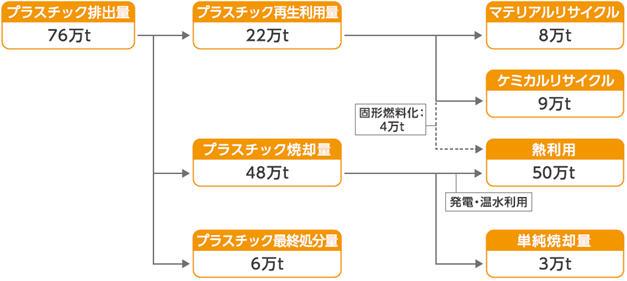 プラスチック排出量
76万t
プラスチック再生利用量
22万t
マテリアルリサイクル
8万t
ケミカルリサイクル
9万t
固形燃料化：
4万t
プラスチック焼却量
48万t
熱利用
50万t
発電・温水利用
プラスチック最終処分量
6万t
単純焼却量
3万t